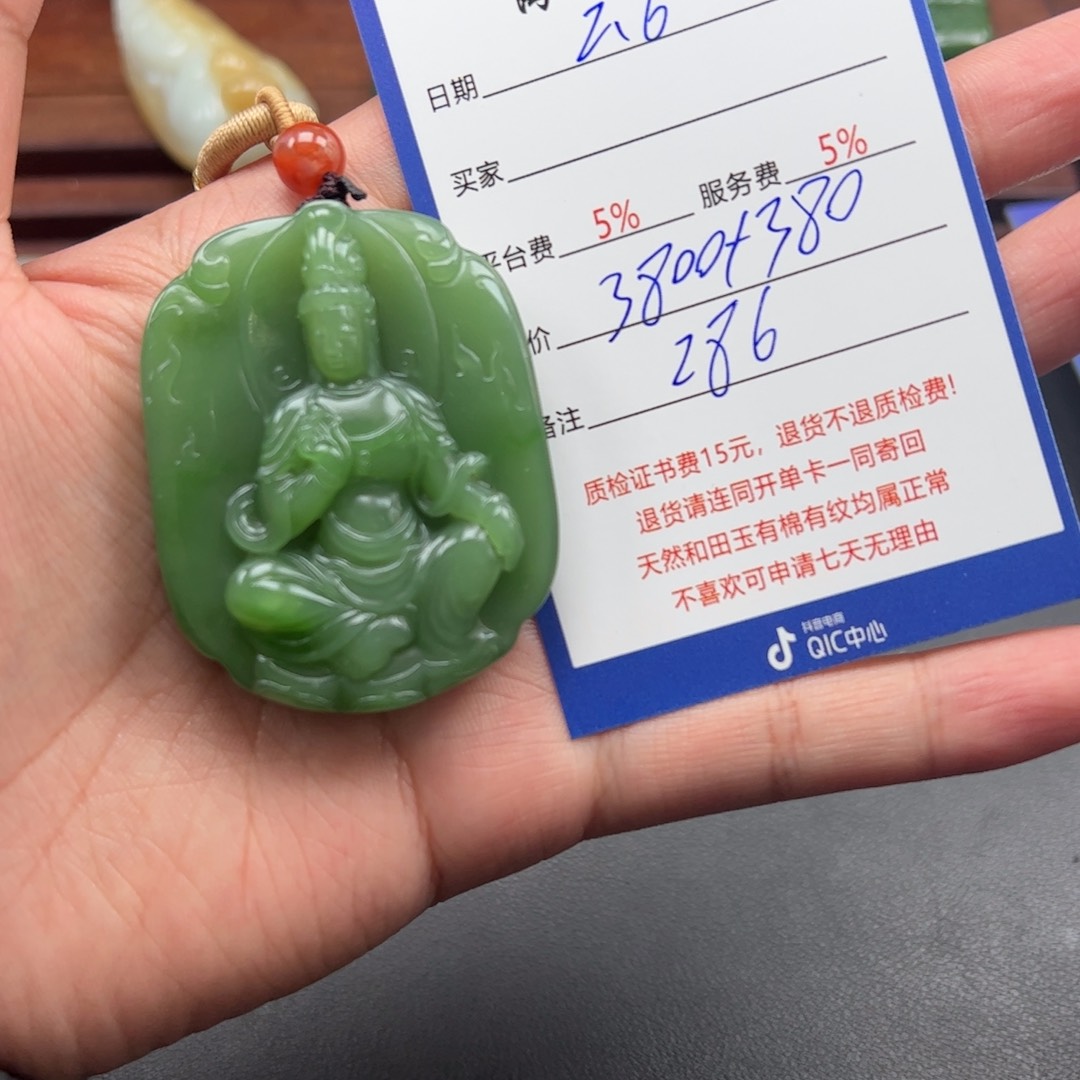 2.6
日期
买家
平台费 5% 服务费 5%
价 3800+380
备注 286
质检证书费15元，退货不退质检费！
退货请连同开单卡一同寄回
天然和田玉有棉有纹均属正常
不喜欢可申请七天无理由
抖音电商
QIC中心